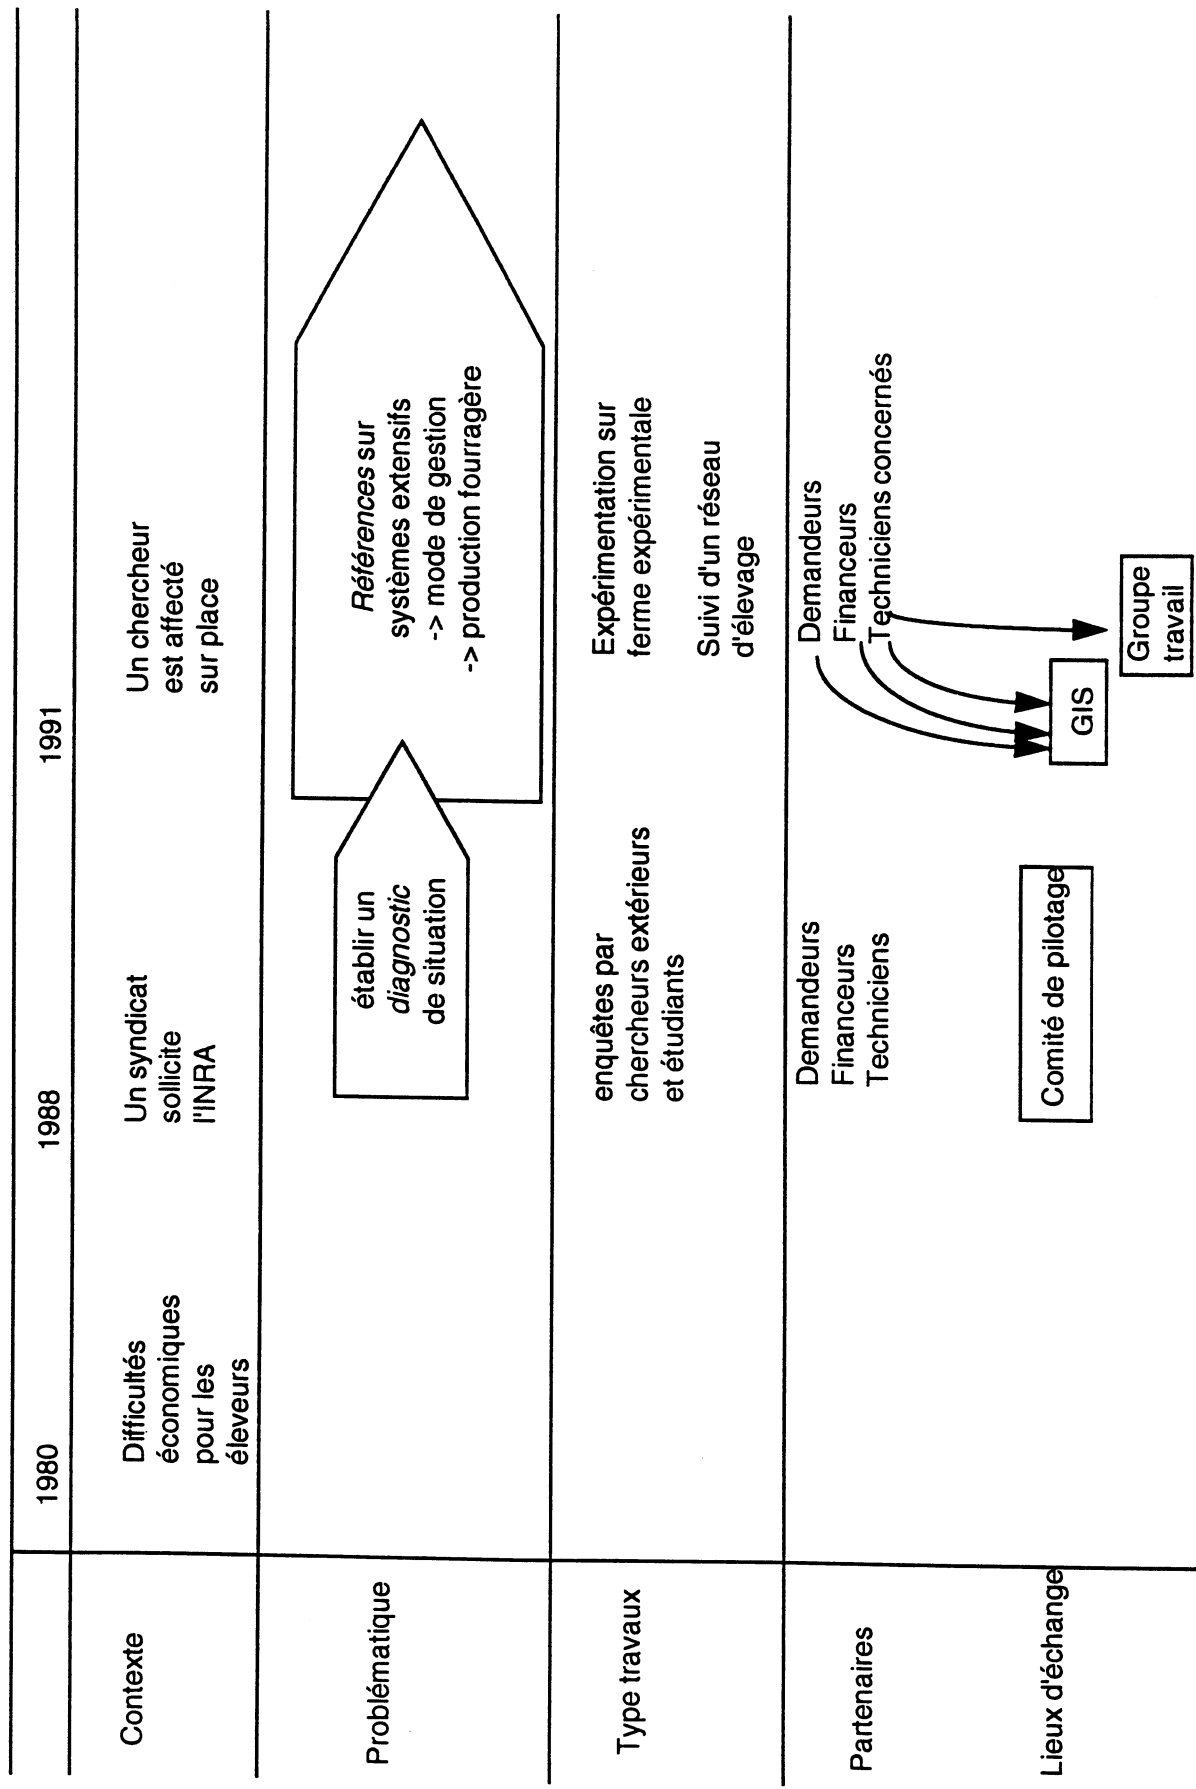 1980
1988
1991
Contexte
Difficultés
économiques
pour les
éleveurs
Un syndicat
sollicite
l'INRA
Un chercheur
est affecté
sur place
Problématique
établir un
diagnostic
de situation
Références sur
systèmes extensifs
-> mode de gestion
-> production fourragère
Type travaux
enquêtes par
chercheurs extérieurs
et étudiants
Expérimentation sur
ferme expérimentale
Suivi d'un réseau
d'élevage
Partenaires
Demandeurs
Financeurs
Techniciens
Demandeurs
Financeurs
Techniciens concernés
Lieux d'échange
Comité de pilotage
GIS
Groupe
travail